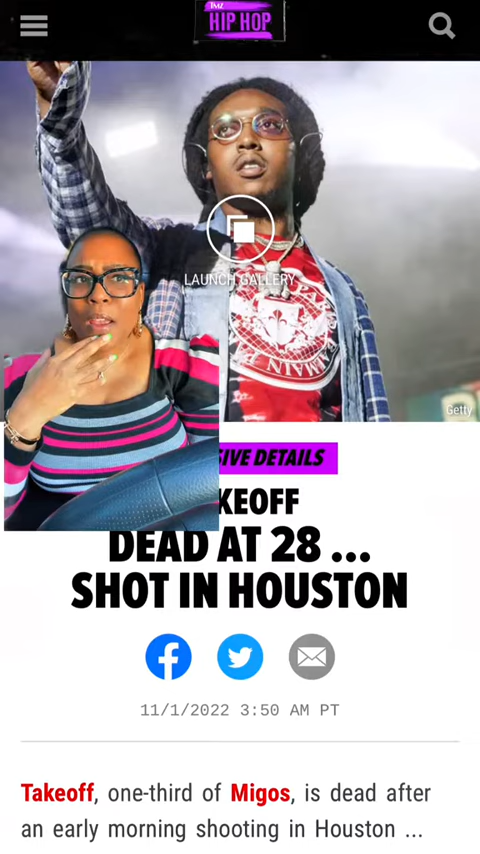 TMZ
HIP HOP
LAUNCH GALLERY
Getty
SIVE DETAILS
KEOFF
DEAD AT 28 ...
SHOT IN HOUSTON
11/1/2022 3:50 AM PT
Takeoff, one-third of Migos, is dead after
an early morning shooting in Houston ...